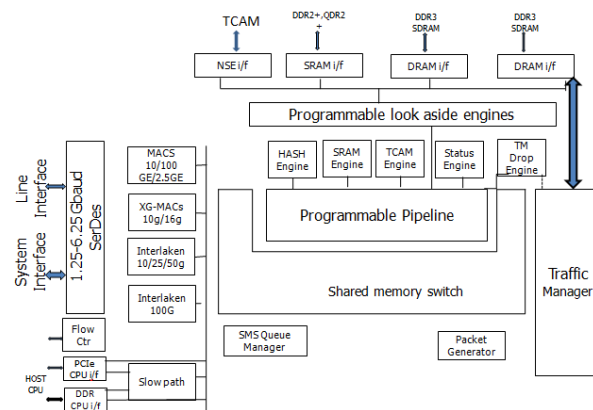 TCAM
DDR2+,QDR2
+
DDR3
SDRAM
DDR3
SDRAM
NSE i/f
SRAM i/f
DRAM i/f
DRAM i/f
Programmable look aside engines
HASH
Engine
SRAM
Engine
TCAM
Engine
Status
Engine
TM
Drop
Engine
MACS
10/100
GE/2.5GE
XG-MACs
10g/16g
Interlaken
10/25/50g
Interlaken
100G
Line
Interface
System
Interface
1.25-6.25 Gbaud
SerDes
Programmable Pipeline
Shared memory switch
Traffic
Manager
SMS Queue
Manager
Packet
Generator
Flow
Ctr
PCIe
CPU i/f
HOST
CPU
DDR
CPU i/f
Slow path